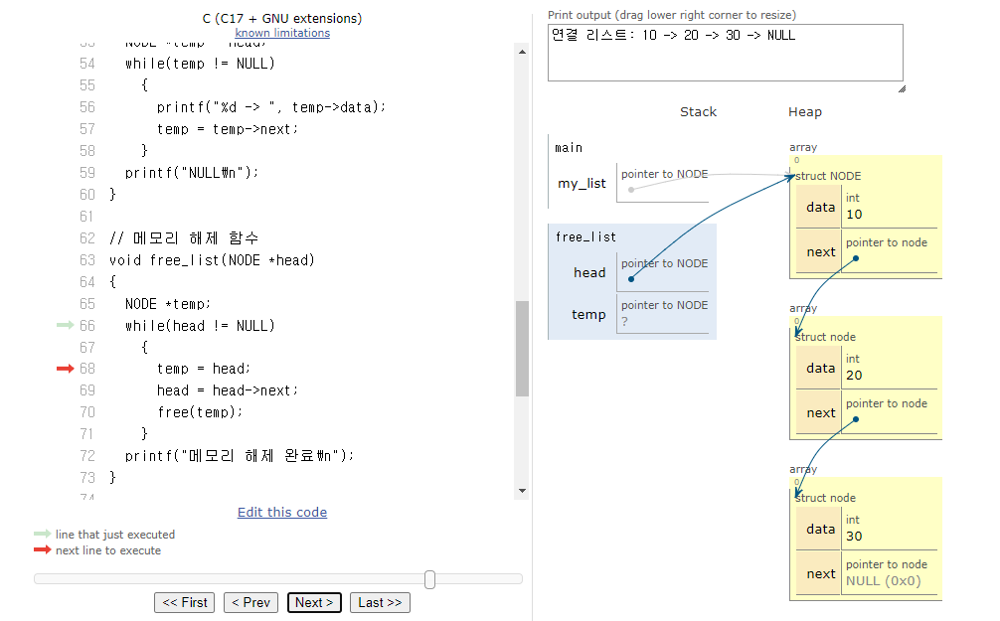 C (C17 + GNU extensions)
known limitations
53 NODE *temp = head;
54 while(temp != NULL)
55 {
56 printf("%d -> ", temp->data);
57 temp = temp->next;
58 }
59 printf("NULL₩n");
60 }
61
62 // 메모리 해제 함수
63 void free_list(NODE *head)
64 {
65 NODE *temp;
66 while(head != NULL)
67 {
68 temp = head;
69 head = head->next;
70 free(temp);
71 }
72 printf("메모리 해제 완료₩n");
73 }
74
Edit this code
line that just executed
next line to execute
<< First
< Prev
Next >
Last >>
Print output (drag lower right corner to resize)
연결 리스트: 10 -> 20 -> 30 -> NULL
Stack
Heap
main
my_list
pointer to NODE
free_list
head
pointer to NODE
temp
pointer to NODE
?
array
0
struct NODE
data
int
10
next
pointer to node
array
0
struct node
data
int
20
next
pointer to node
array
0
struct node
data
int
30
next
pointer to node
NULL (0x0)